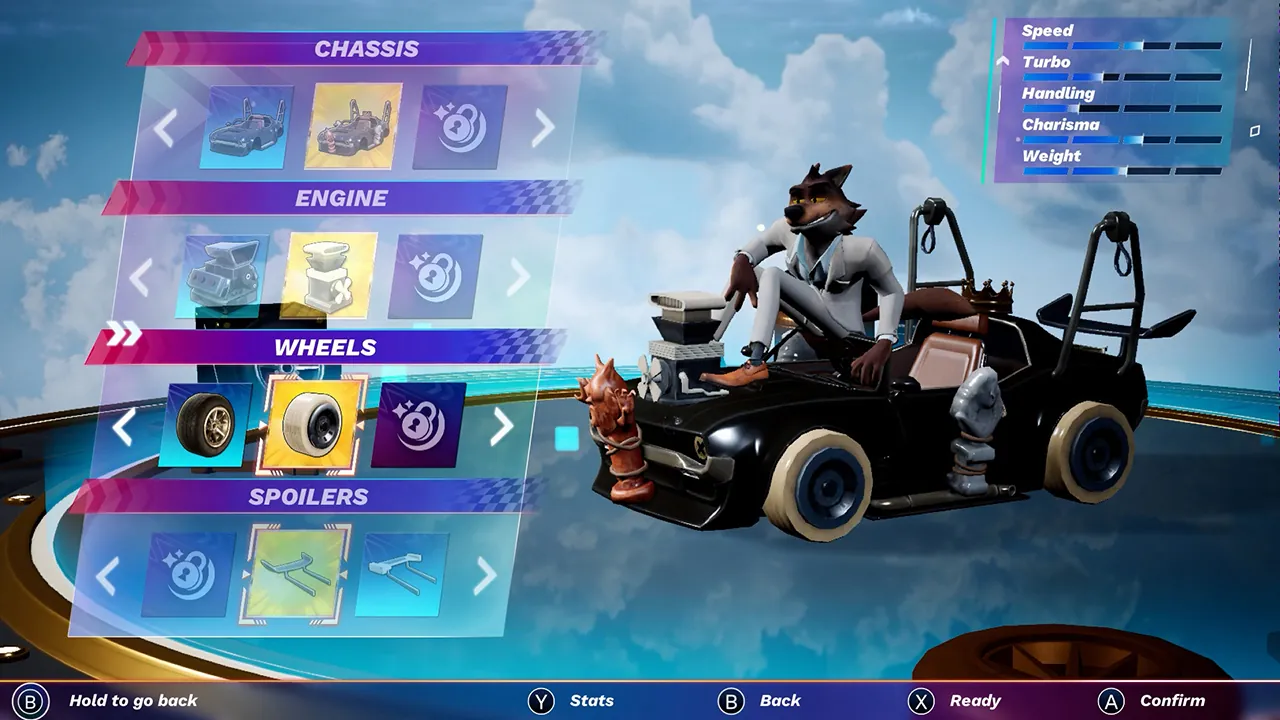 CHASSIS
ENGINE
WHEELS
SPOILERS
Speed
Turbo
Handling
Charisma
Weight
B Hold to go back
Y Stats
B Back
X Ready
A Confirm